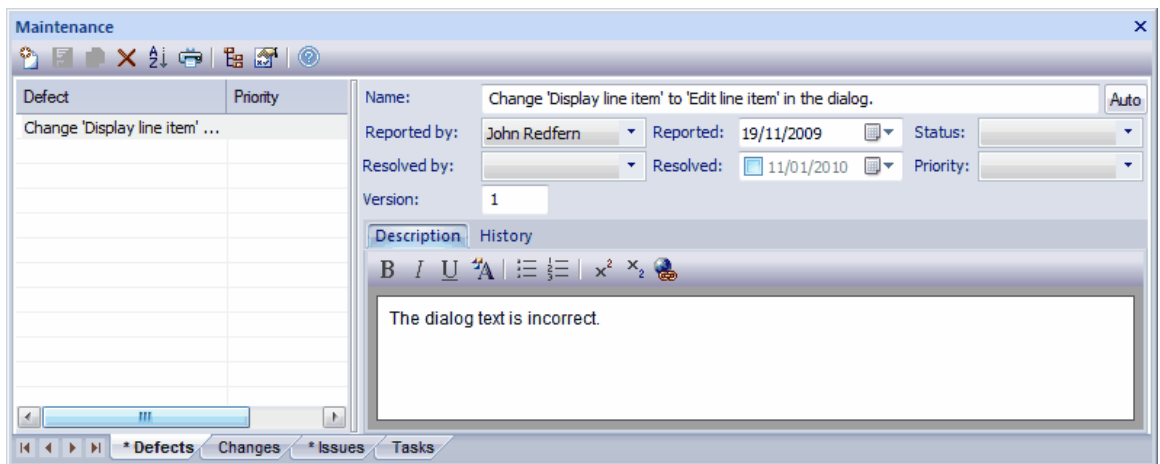 Maintenance
Defect Priority
Change 'Display line item' ...
Name: Change 'Display line item' to 'Edit line item' in the dialog. Auto
Reported by: John Redfern Reported: 19/11/2009 Status:
Resolved by: Resolved: 11/01/2010 Priority:
Version: 1
Description History
B I U A x² x₂
The dialog text is incorrect.
* Defects Changes * Issues Tasks